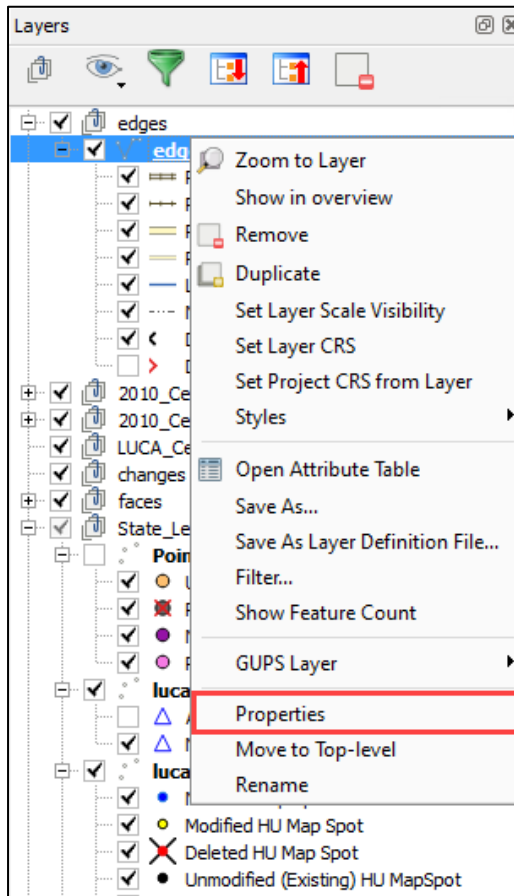 Layers
edges
edg
Zoom to Layer
Show in overview
Remove
Duplicate
Set Layer Scale Visibility
Set Layer CRS
Set Project CRS from Layer
2010_Ce
2010_Ce
Styles
LUCA_Ce
changes
Open Attribute Table
faces
Save As...
State_Le
Save As Layer Definition File...
Poin
Filter...
Show Feature Count
GUPS Layer
luca
Properties
Move to Top-level
luca
Rename
Modified HU Map Spot
Deleted HU Map Spot
Unmodified (Existing) HU MapSpot